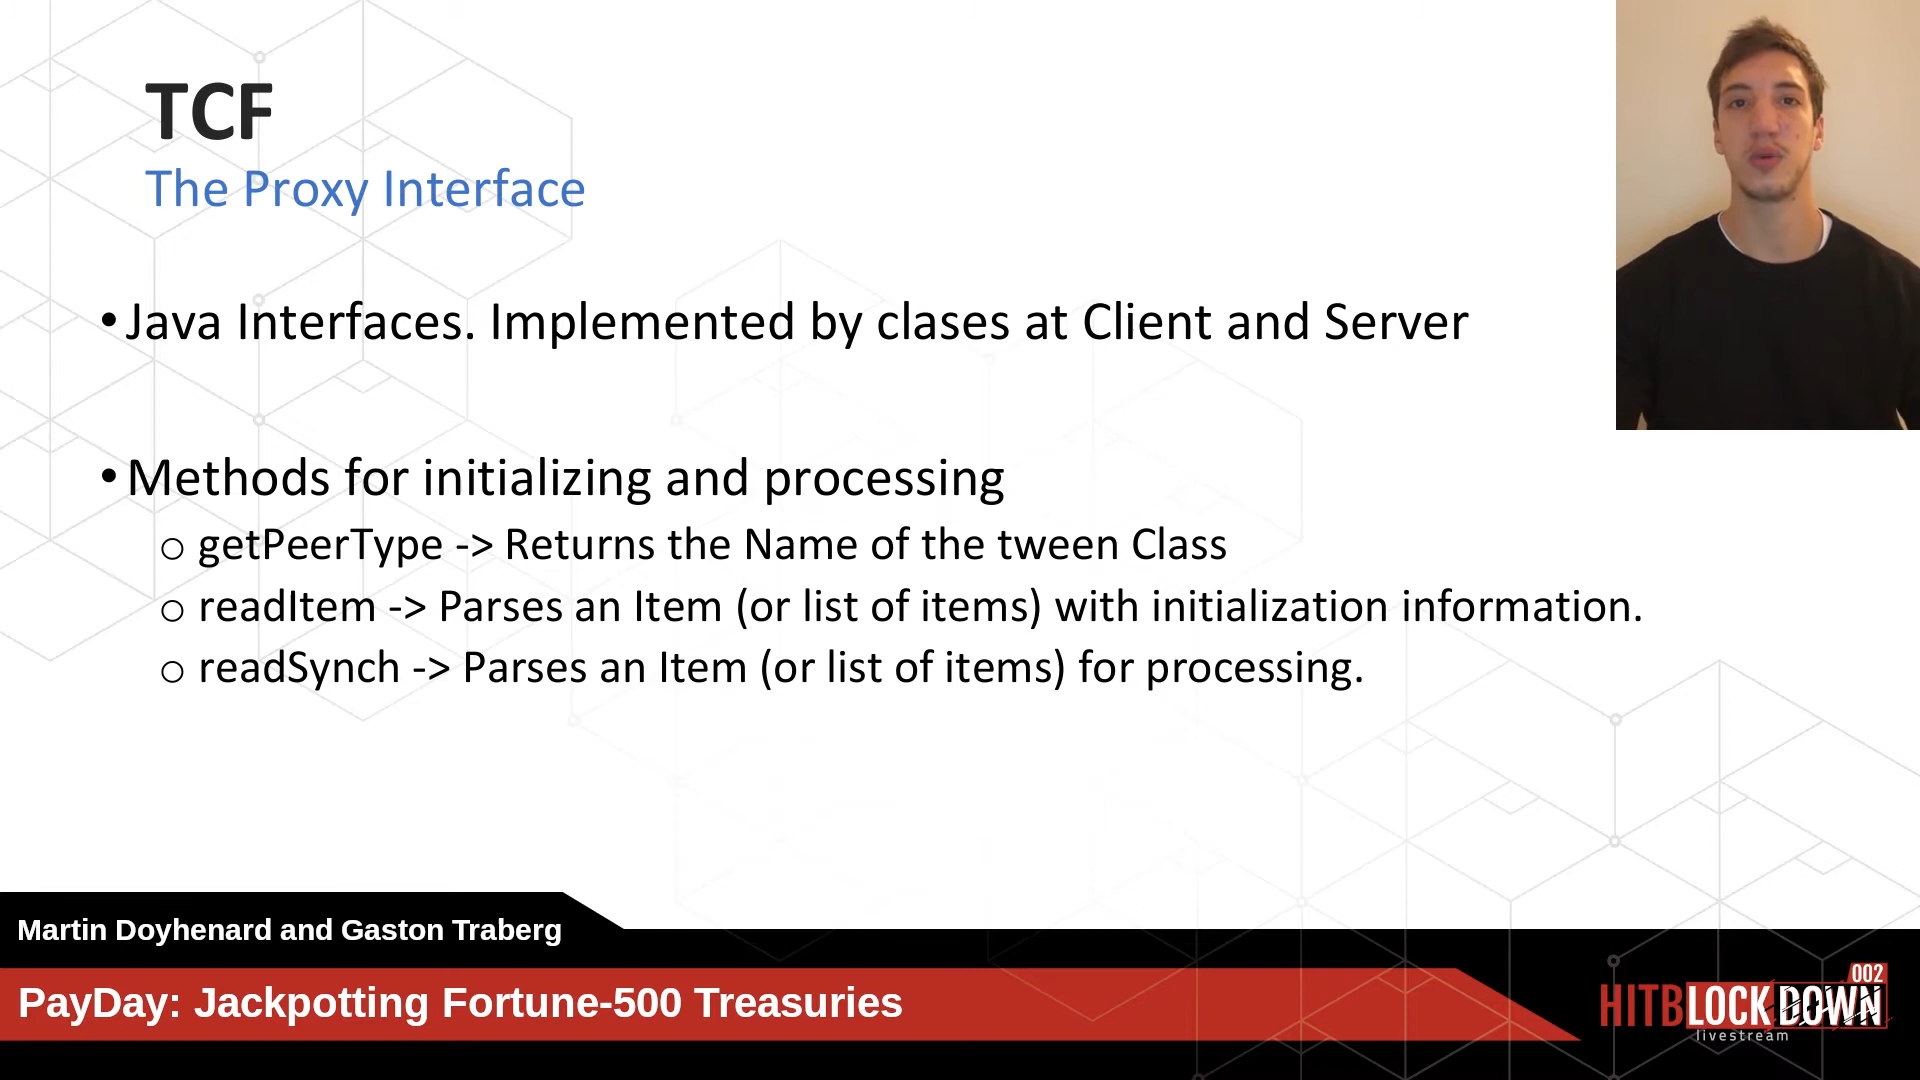 TCF
The Proxy Interface
•Java Interfaces. Implemented by clases at Client and Server
•Methods for initializing and processing
o getPeerType -> Returns the Name of the tween Class
o readItem -> Parses an Item (or list of items) with initialization information.
o readSynch -> Parses an Item (or list of items) for processing.
Martin Doyhenard and Gaston Traberg
PayDay: Jackpotting Fortune-500 Treasuries
002
HITBLOCKDOWN
livestream